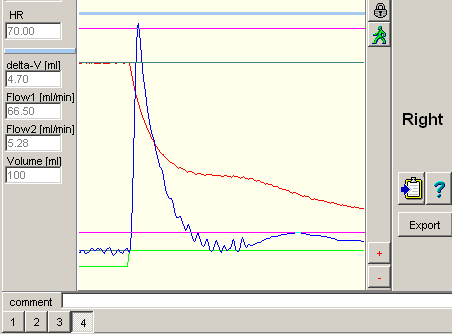 HR
70.00
delta-V [ml]
4.70
Flow1 [ml/min]
66.50
Flow2 [ml/min]
5.28
Volume [ml]
100
Right
?
Export
+
-
comment
1 2 3 4